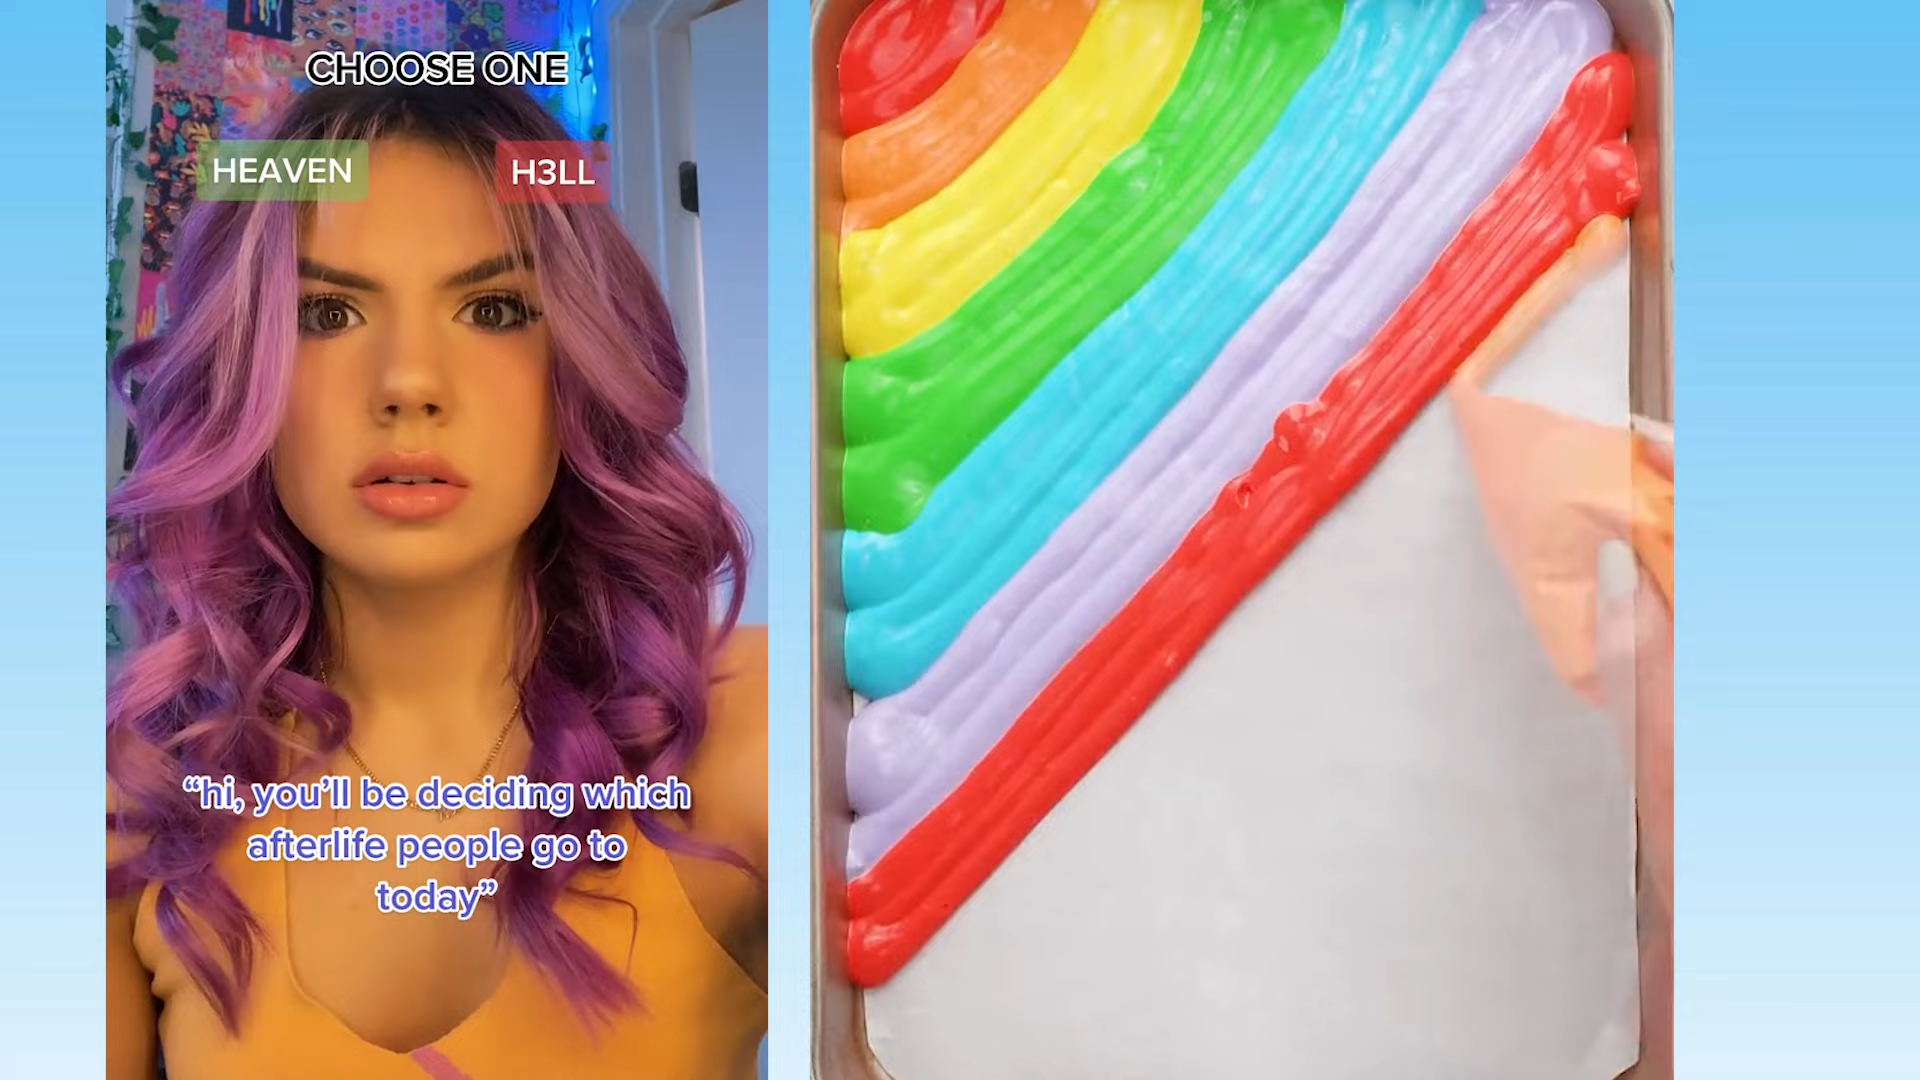 CHOOSE ONE
HEAVEN
H3LL
“hi, you’ll be deciding which
afterlife people go to
today”